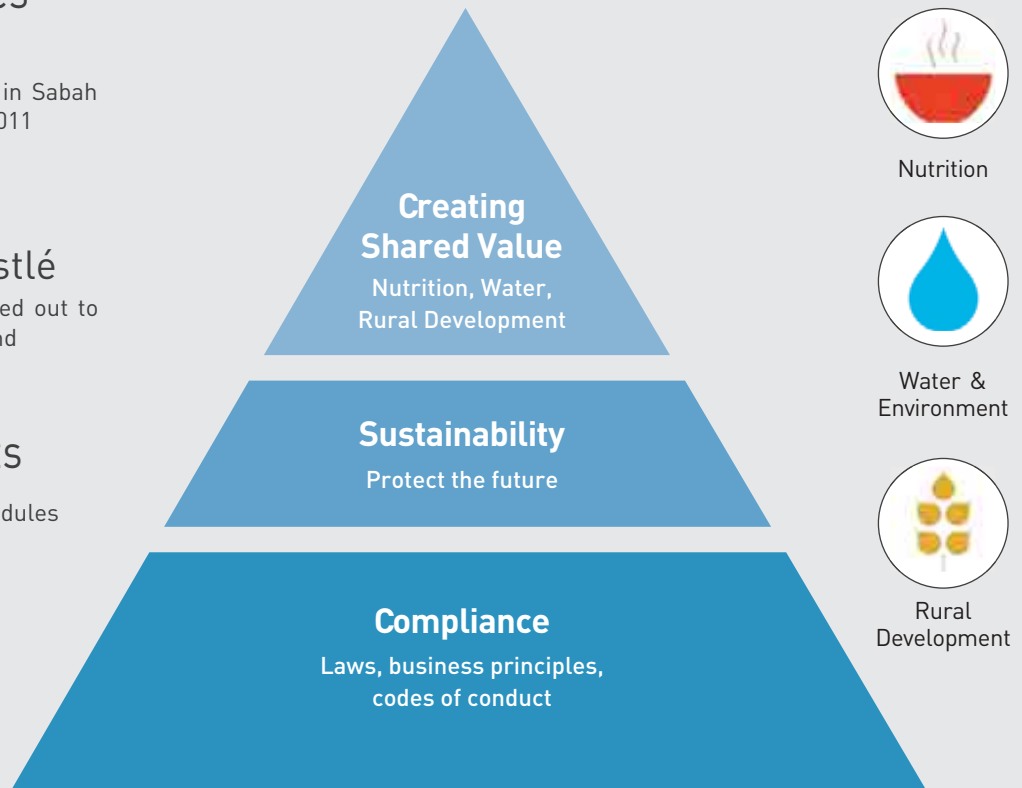 in Sabah
011
stlé
ed out to
dules
Creating
Shared Value
Nutrition, Water,
Rural Development
Sustainability
Protect the future
Compliance
Laws, business principles,
codes of conduct
Nutrition
Water &
Environment
Rural
Development